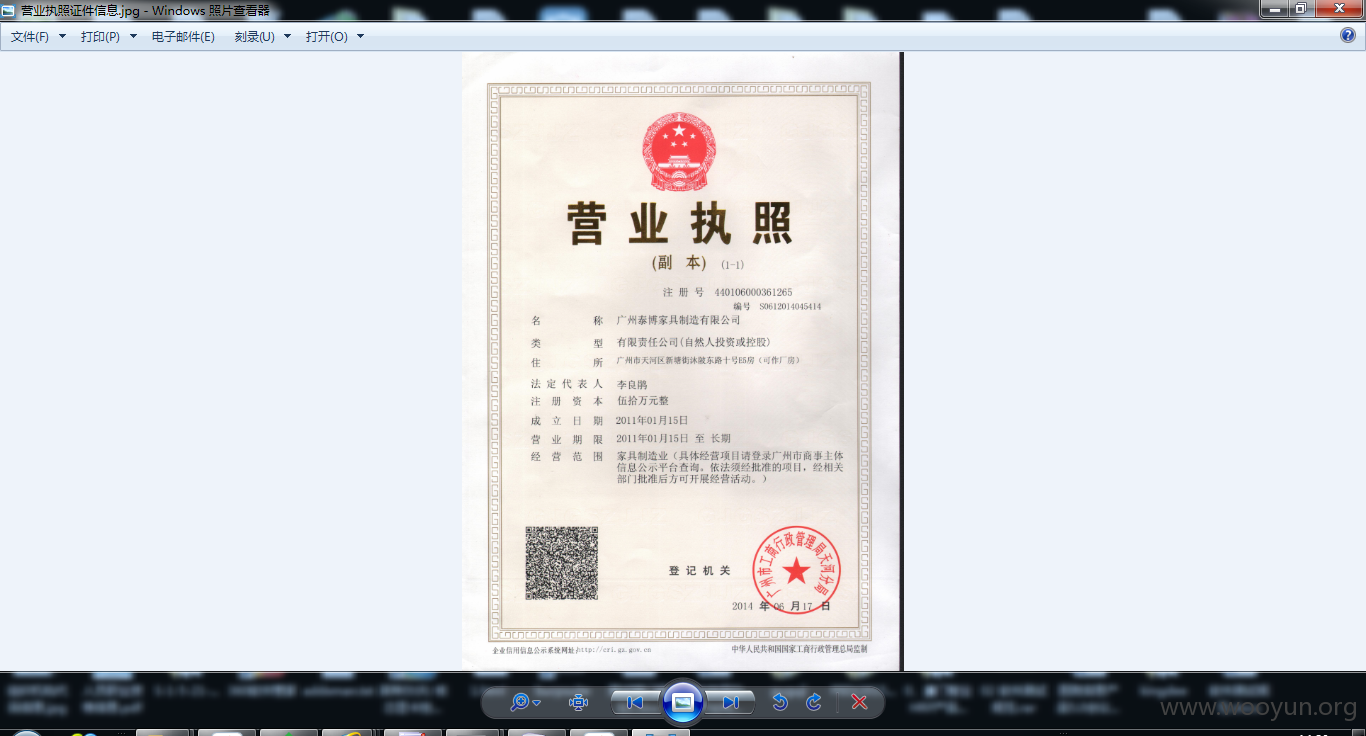 营业执照证件信息.jpg - Windows 照片查看器
文件(F) 打印(P) 电子邮件(E) 刻录(U) 打开(O)
营业执照
(副 本) (1-1)
注 册 号 440106000361265
编号 S0612014045414
名 称 广州泰博家具制造有限公司
类 型 有限责任公司(自然人投资或控股)
住 所 广州市天河区新塘街沐陂东路十号E5房（可作厂房）
法定代表人 李良鹃
注 册 资 本 伍拾万元整
成 立 日 期 2011年01月15日
营 业 期 限 2011年01月15日 至 长期
经 营 范 围 家具制造业（具体经营项目请登录广州市商事主体
信息公示平台查询。依法须经批准的项目，经相关
部门批准后方可开展经营活动。）
登 记 机 关
广州市工商行政管理局天河分局
2014 年 06 月 17 日
企业信用信息公示系统网址:http://cri.gz.gov.cn
中华人民共和国国家工商行政管理总局监制
www.wooyun.org